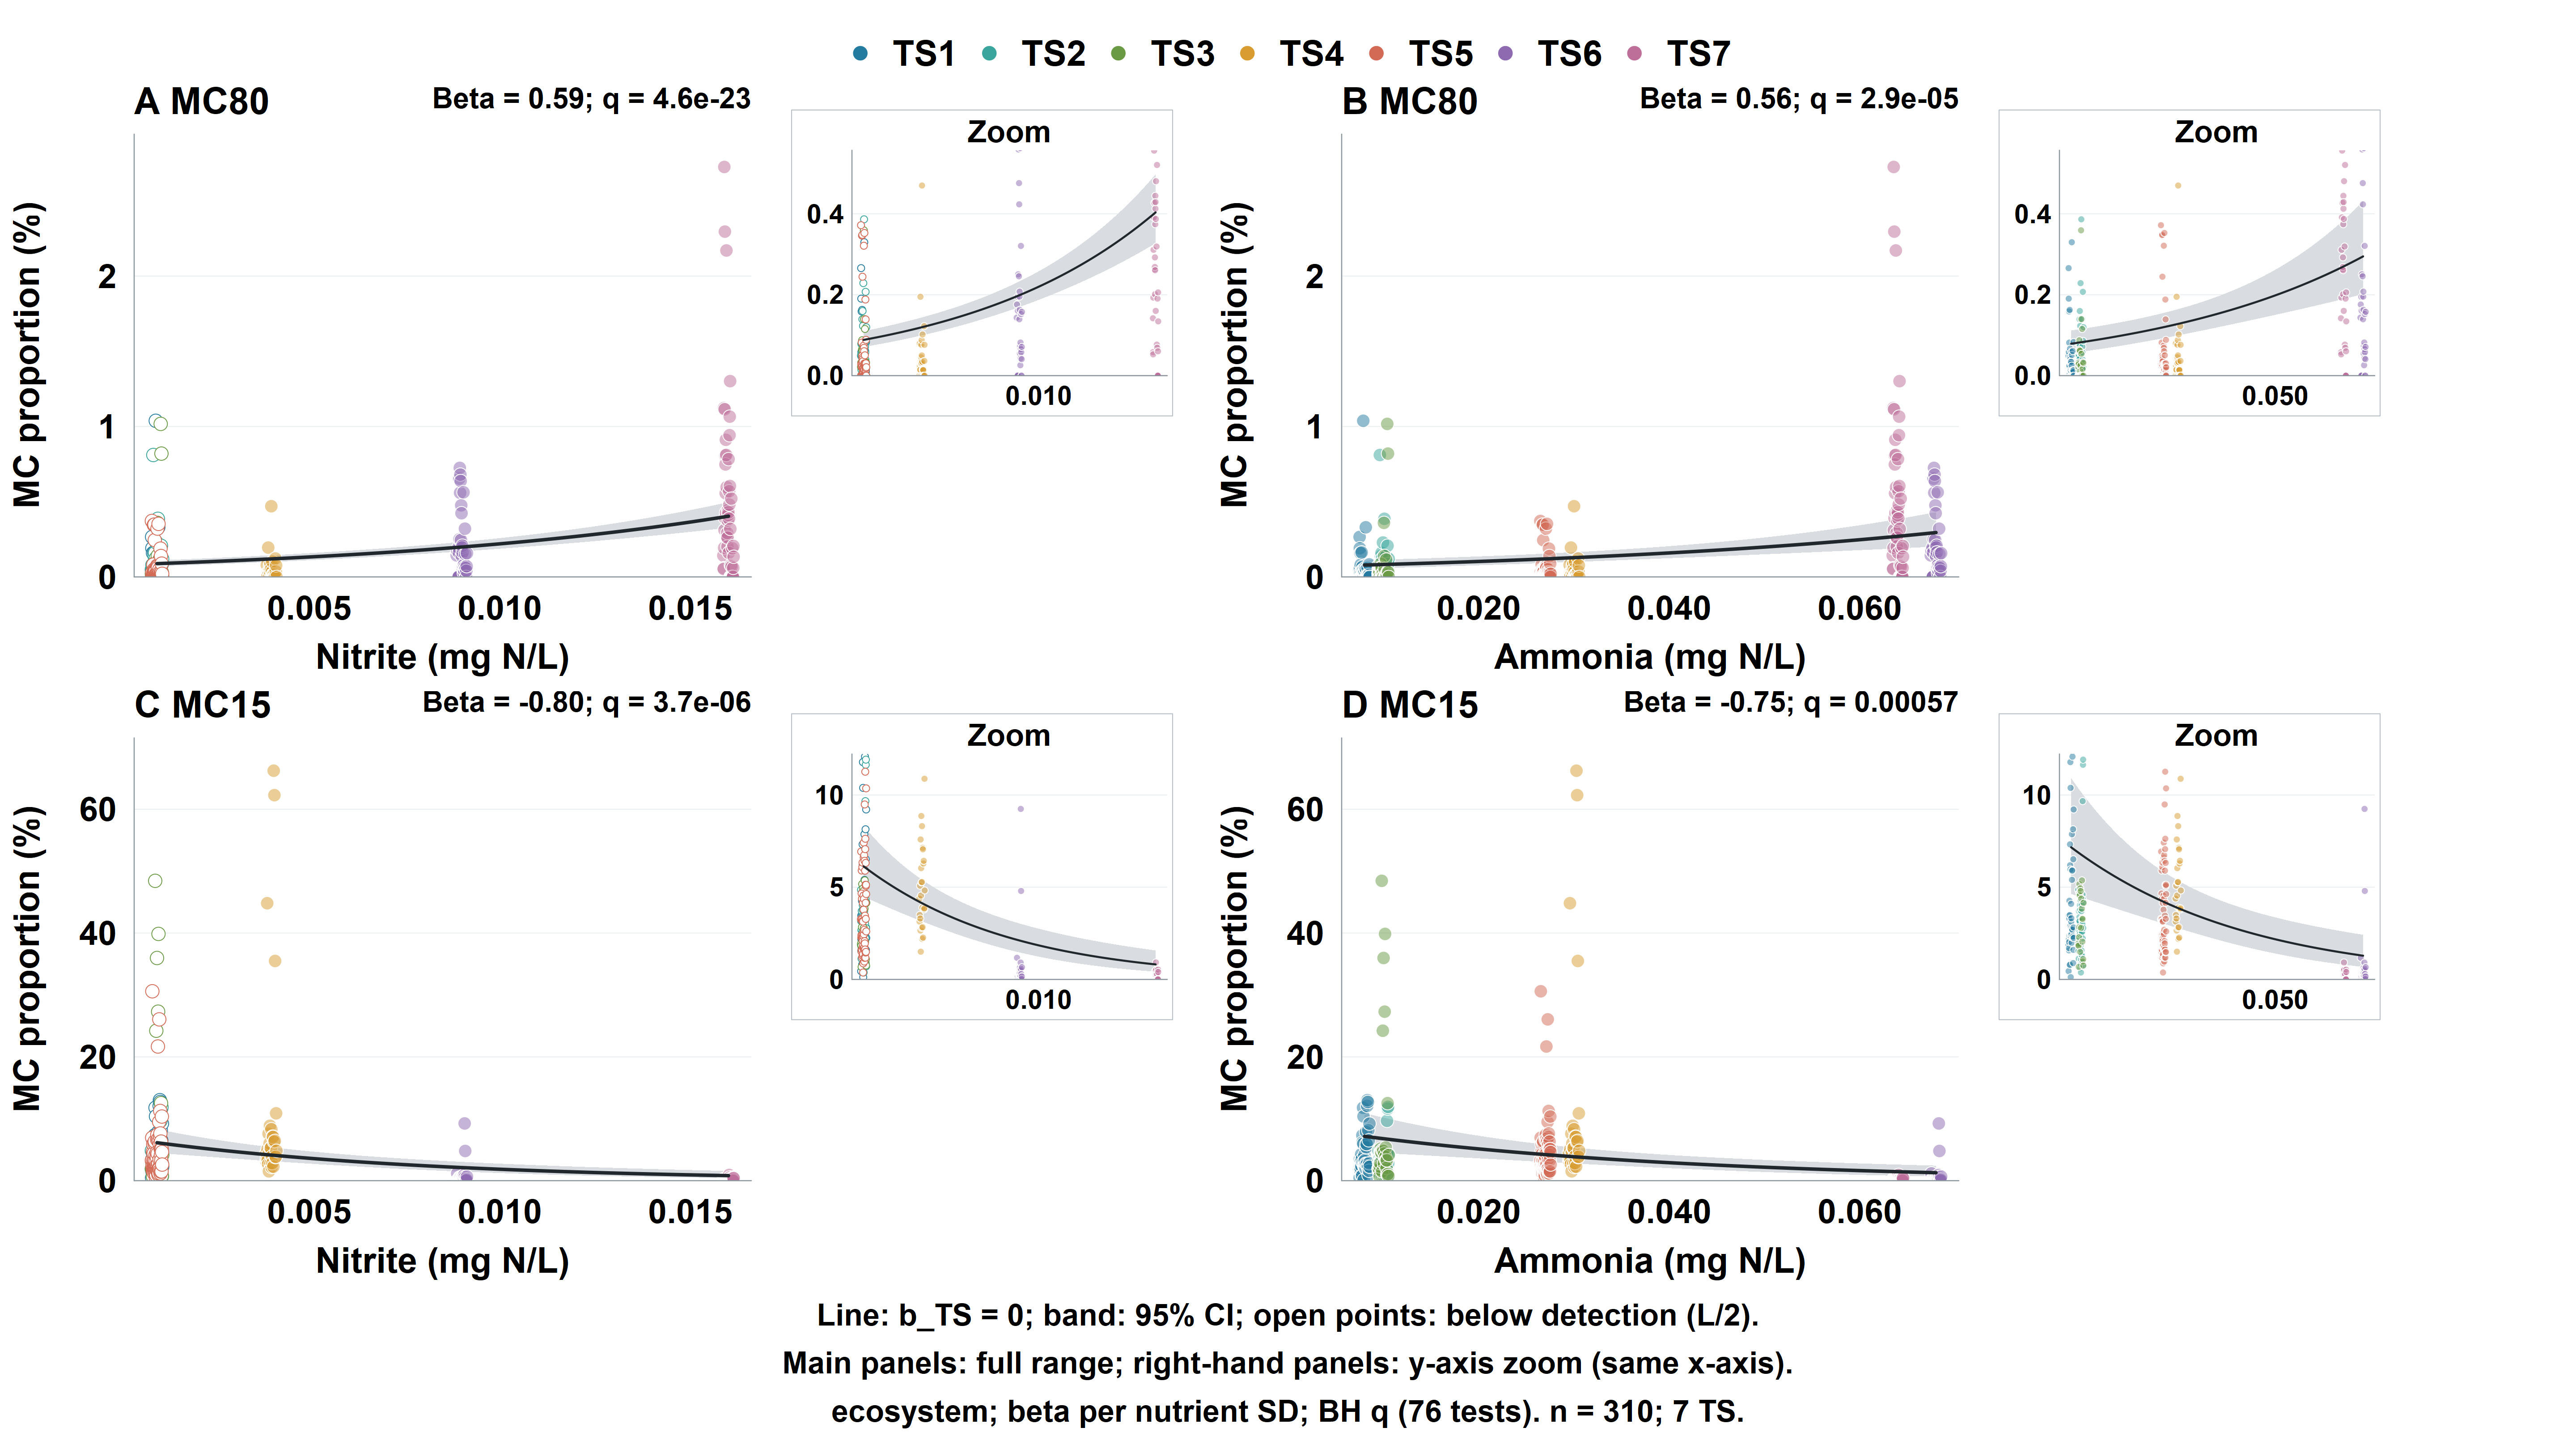 TS1 TS2 TS3 TS4 TS5 TS6 TS7
A MC80 Beta = 0.59; q = 4.6e-23
MC proportion (%)
2
1
0
0.005 0.010 0.015
Nitrite (mg N/L)
Zoom
0.4
0.2
0.0
0.010
B MC80 Beta = 0.56; q = 2.9e-05
MC proportion (%)
2
1
0
0.020 0.040 0.060
Ammonia (mg N/L)
Zoom
0.4
0.2
0.0
0.050
C MC15 Beta = -0.80; q = 3.7e-06
MC proportion (%)
60
40
20
0
0.005 0.010 0.015
Nitrite (mg N/L)
Zoom
10
5
0
0.010
D MC15 Beta = -0.75; q = 0.00057
MC proportion (%)
60
40
20
0
0.020 0.040 0.060
Ammonia (mg N/L)
Zoom
10
5
0
0.050
Line: b_TS = 0; band: 95% CI; open points: below detection (L/2).
Main panels: full range; right-hand panels: y-axis zoom (same x-axis).
ecosystem; beta per nutrient SD; BH q (76 tests). n = 310; 7 TS.